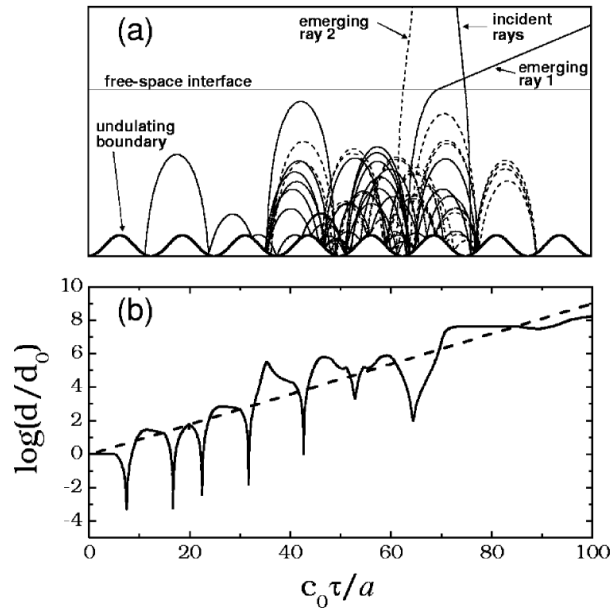 (a)
emerging
ray 2
incident
rays
emerging
ray 1
free-space interface
undulating
boundary
(b)
log(d/d₀)
10
8
6
4
2
0
-2
-4
0
20
40
60
80
100
c₀τ/a